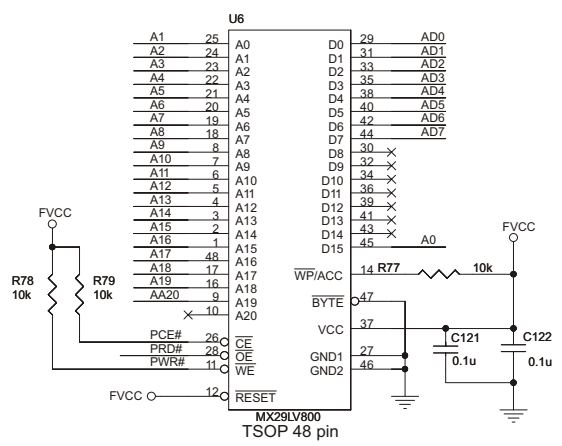 U6
A1 25 A0 D0 29 AD0
A2 24 A1 D1 31 AD1
A3 23 A2 D2 33 AD2
A4 22 A3 D3 35 AD3
A5 21 A4 D4 38 AD4
A6 20 A5 D5 40 AD5
A7 19 A6 D6 42 AD6
A8 18 A7 D7 44 AD7
A9 8 A8 D8 30
A10 7 A9 D9 32
A11 6 A10 D10 34
A12 5 A11 D11 36
A13 4 A12 D12 39
A14 3 A13 D13 41
A15 2 A14 D14 43
A16 1 A15 D15 45 A0
A17 48 A16
A18 17 A17 WP/ACC 14 R77 10k
A19 16 A18
AA20 9 A19 BYTE 47
10 A20
FVCC
FVCC
R78 10k
R79 10k
PCE# 26 CE VCC 37
PRD# 28 OE GND1 27
PWR# 11 WE GND2 46
C121 0.1u
C122 0.1u
FVCC 12 RESET
MX29LV800
TSOP 48 pin